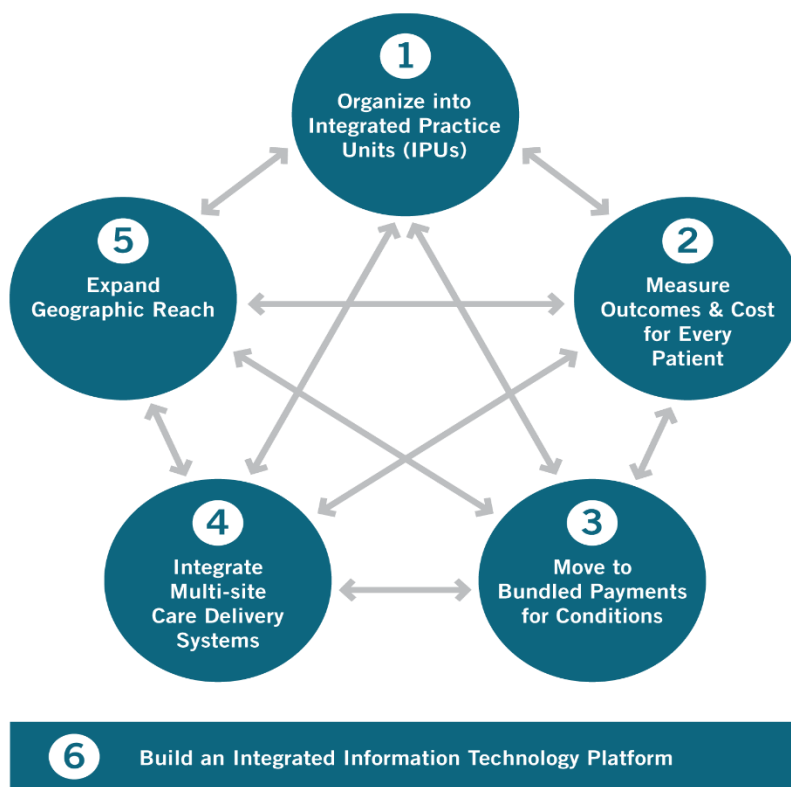 1
Organize into
Integrated Practice
Units (IPUs)
2
Measure
Outcomes & Cost
for Every
Patient
3
Move to
Bundled Payments
for Conditions
4
Integrate
Multi-site
Care Delivery
Systems
5
Expand
Geographic Reach
6 Build an Integrated Information Technology Platform